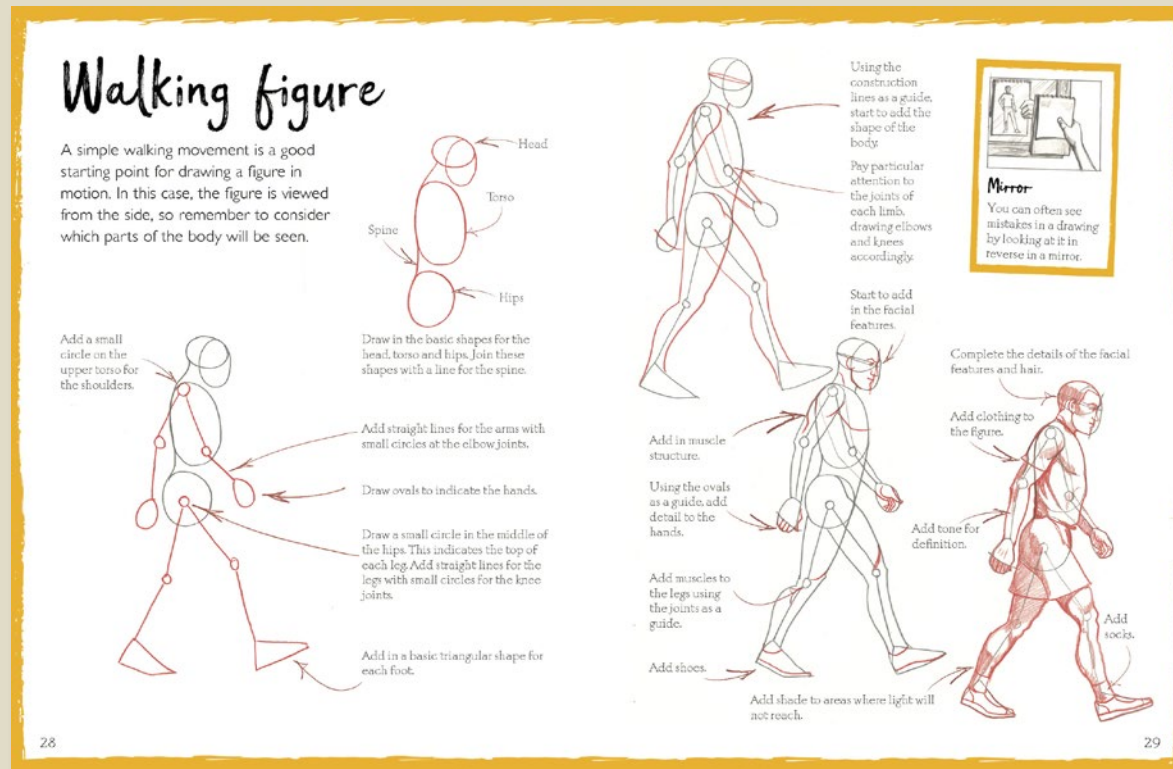 Walking figure
A simple walking movement is a good
starting point for drawing a figure in
motion. In this case, the figure is viewed
from the side, so remember to consider
which parts of the body will be seen.
Head
Torso
Spine
Hips
Draw in the basic shapes for the
head, torso and hips. Join these
shapes with a line for the spine.
Add a small
circle on the
upper torso for
the shoulders.
Add straight lines for the arms with
small circles at the elbow joints.
Draw ovals to indicate the hands.
Draw a small circle in the middle of
the hips. This indicates the top of
each leg. Add straight lines for the
legs with small circles for the knee
joints.
Add in a basic triangular shape for
each foot.
28
Using the
construction
lines as a guide,
start to add the
shape of the
body.
Pay particular
attention to
the joints of
each limb,
drawing elbows
and knees
accordingly.
Mirror
You can often see
mistakes in a drawing
by looking at it in
reverse in a mirror.
Start to add
in the facial
features.
Add in muscle
structure.
Using the ovals
as a guide, add
detail to the
hands.
Add muscles to
the legs using
the joints as a
guide.
Add shoes.
Complete the details of the facial
features and hair.
Add clothing to
the figure.
Add tone for
definition.
Add
socks.
Add shade to areas where light will
not reach.
29